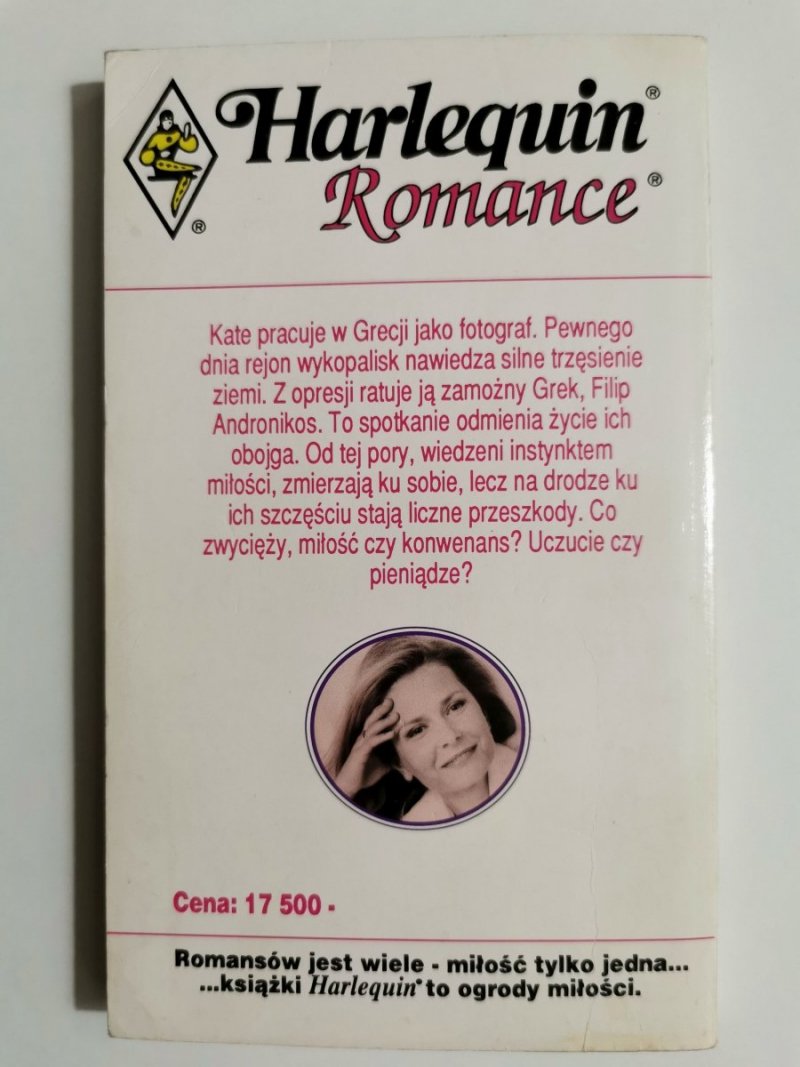 Harlequin®
Romance®
®
Kate pracuje w Grecji jako fotograf. Pewnego
dnia rejon wykopalisk nawiedza silne trzęsienie
ziemi. Z opresji ratuje ją zamożny Grek, Filip
Andronikos. To spotkanie odmienia życie ich
obojga. Od tej pory, wiedzeni instynktem
miłości, zmierzają ku sobie, lecz na drodze ku
ich szczęściu stają liczne przeszkody. Co
zwycięży, miłość czy konwenans? Uczucie czy
pieniądze?
Cena: 17 500 -
Romansów jest wiele - miłość tylko jedna...
...książki Harlequin® to ogrody miłości.